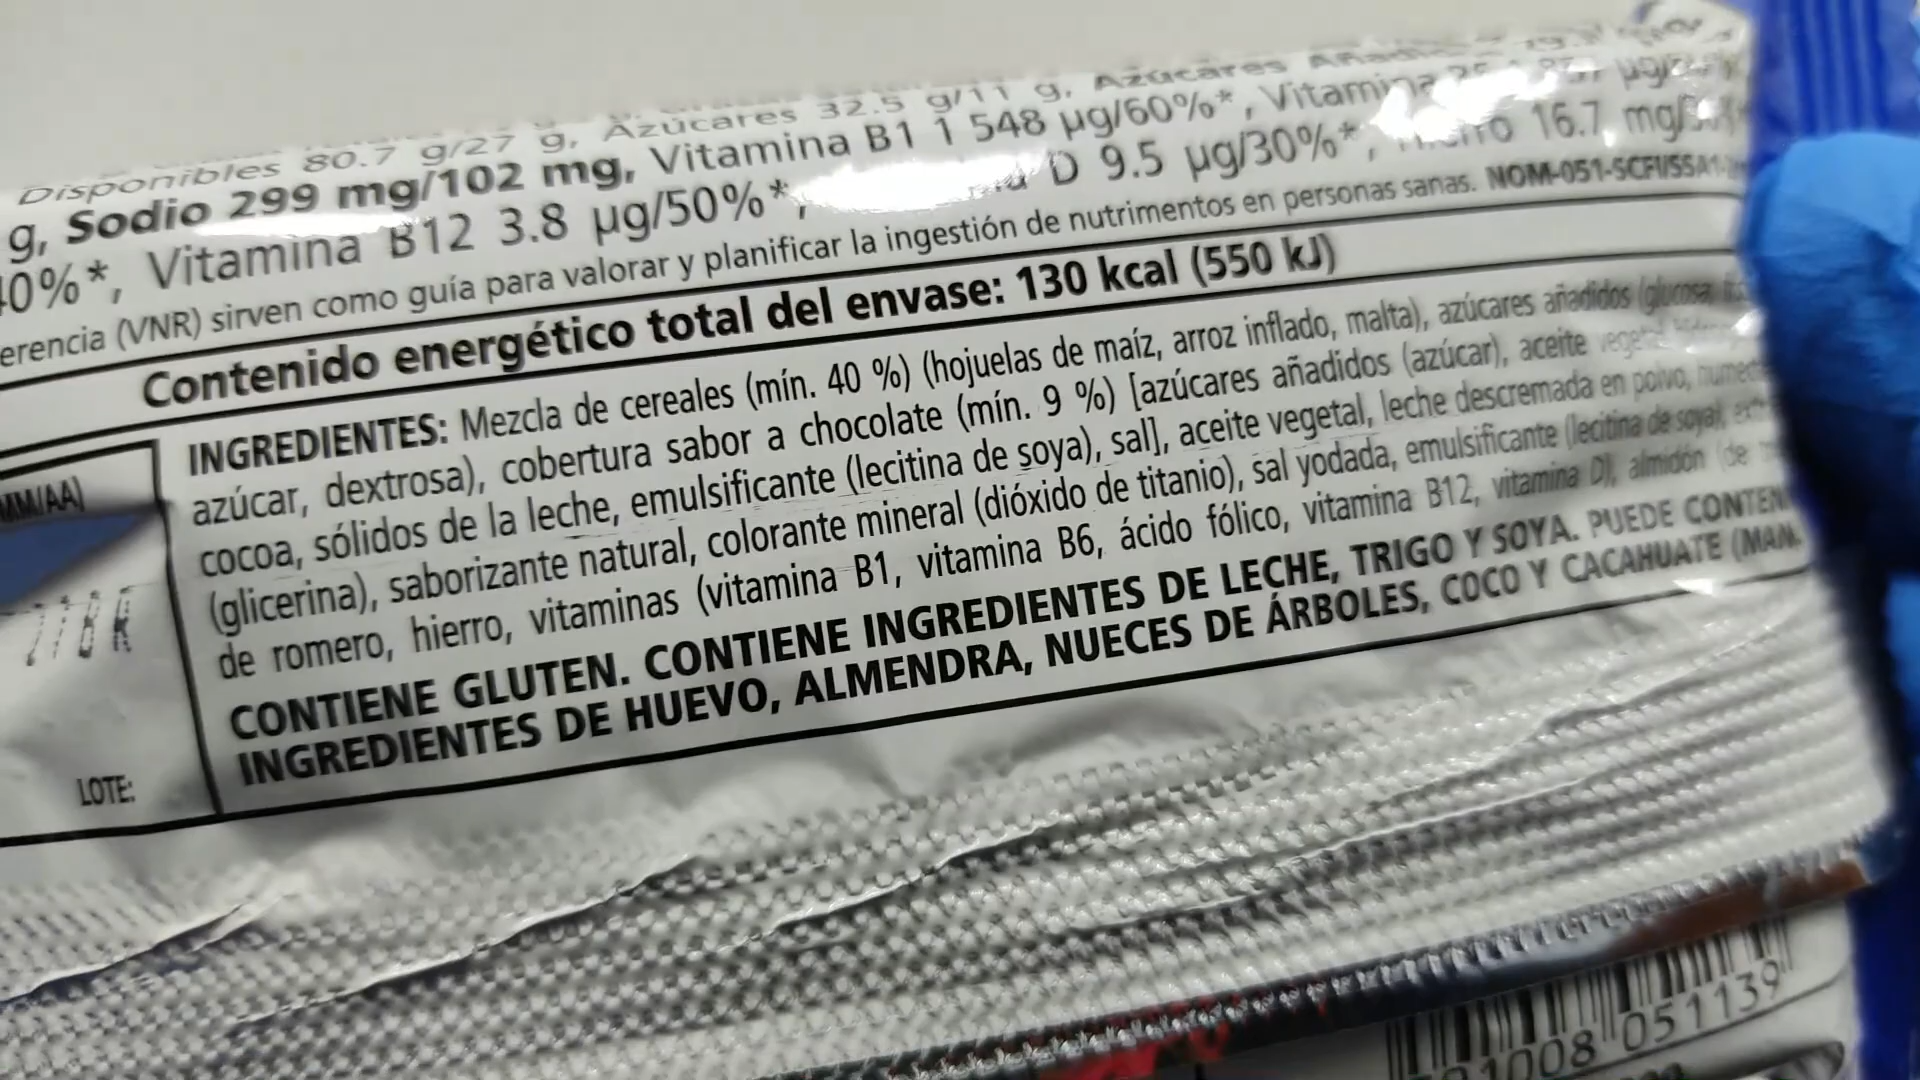 Disponibles 80.7 g/27 g, Azúcares 32.5 g/11 g, Azúcares
g, Sodio 299 mg/102 mg, Vitamina B1 1 548 µg/60%*, Vitamina
Vitamina B12 3.8 µg/50%*, D 9.5 µg/30%*, 16.7 mg/
(VNR) sirven como guía para valorar y planificar la ingestión de nutrimentos en personas sanas. NOM-051-SCFI/SSA1-
Contenido energético total del envase: 130 kcal (550 kJ)
INGREDIENTES: Mezcla de cereales (mín. 40 %) (hojuelas de maíz, arroz inflado, malta), azúcares añadidos (glucosa,
azúcar, dextrosa), cobertura sabor a chocolate (mín. 9 %) [azúcares añadidos (azúcar), aceite vegetal
cocoa, sólidos de la leche, emulsificante (lecitina de soya), sal], aceite vegetal, leche descremada en polvo,
(glicerina), saborizante natural, colorante mineral (dióxido de titanio), sal yodada, emulsificante (lecitina de soya),
de romero, hierro, vitaminas (vitamina B1, vitamina B6, ácido fólico, vitamina B12, vitamina D), almidón (de
CONTIENE GLUTEN. CONTIENE INGREDIENTES DE LECHE, TRIGO Y SOYA. PUEDE
INGREDIENTES DE HUEVO, ALMENDRA, NUECES DE ÁRBOLES, COCO Y CACAHUATE
MM/AA)
LOTE:
1008 051139